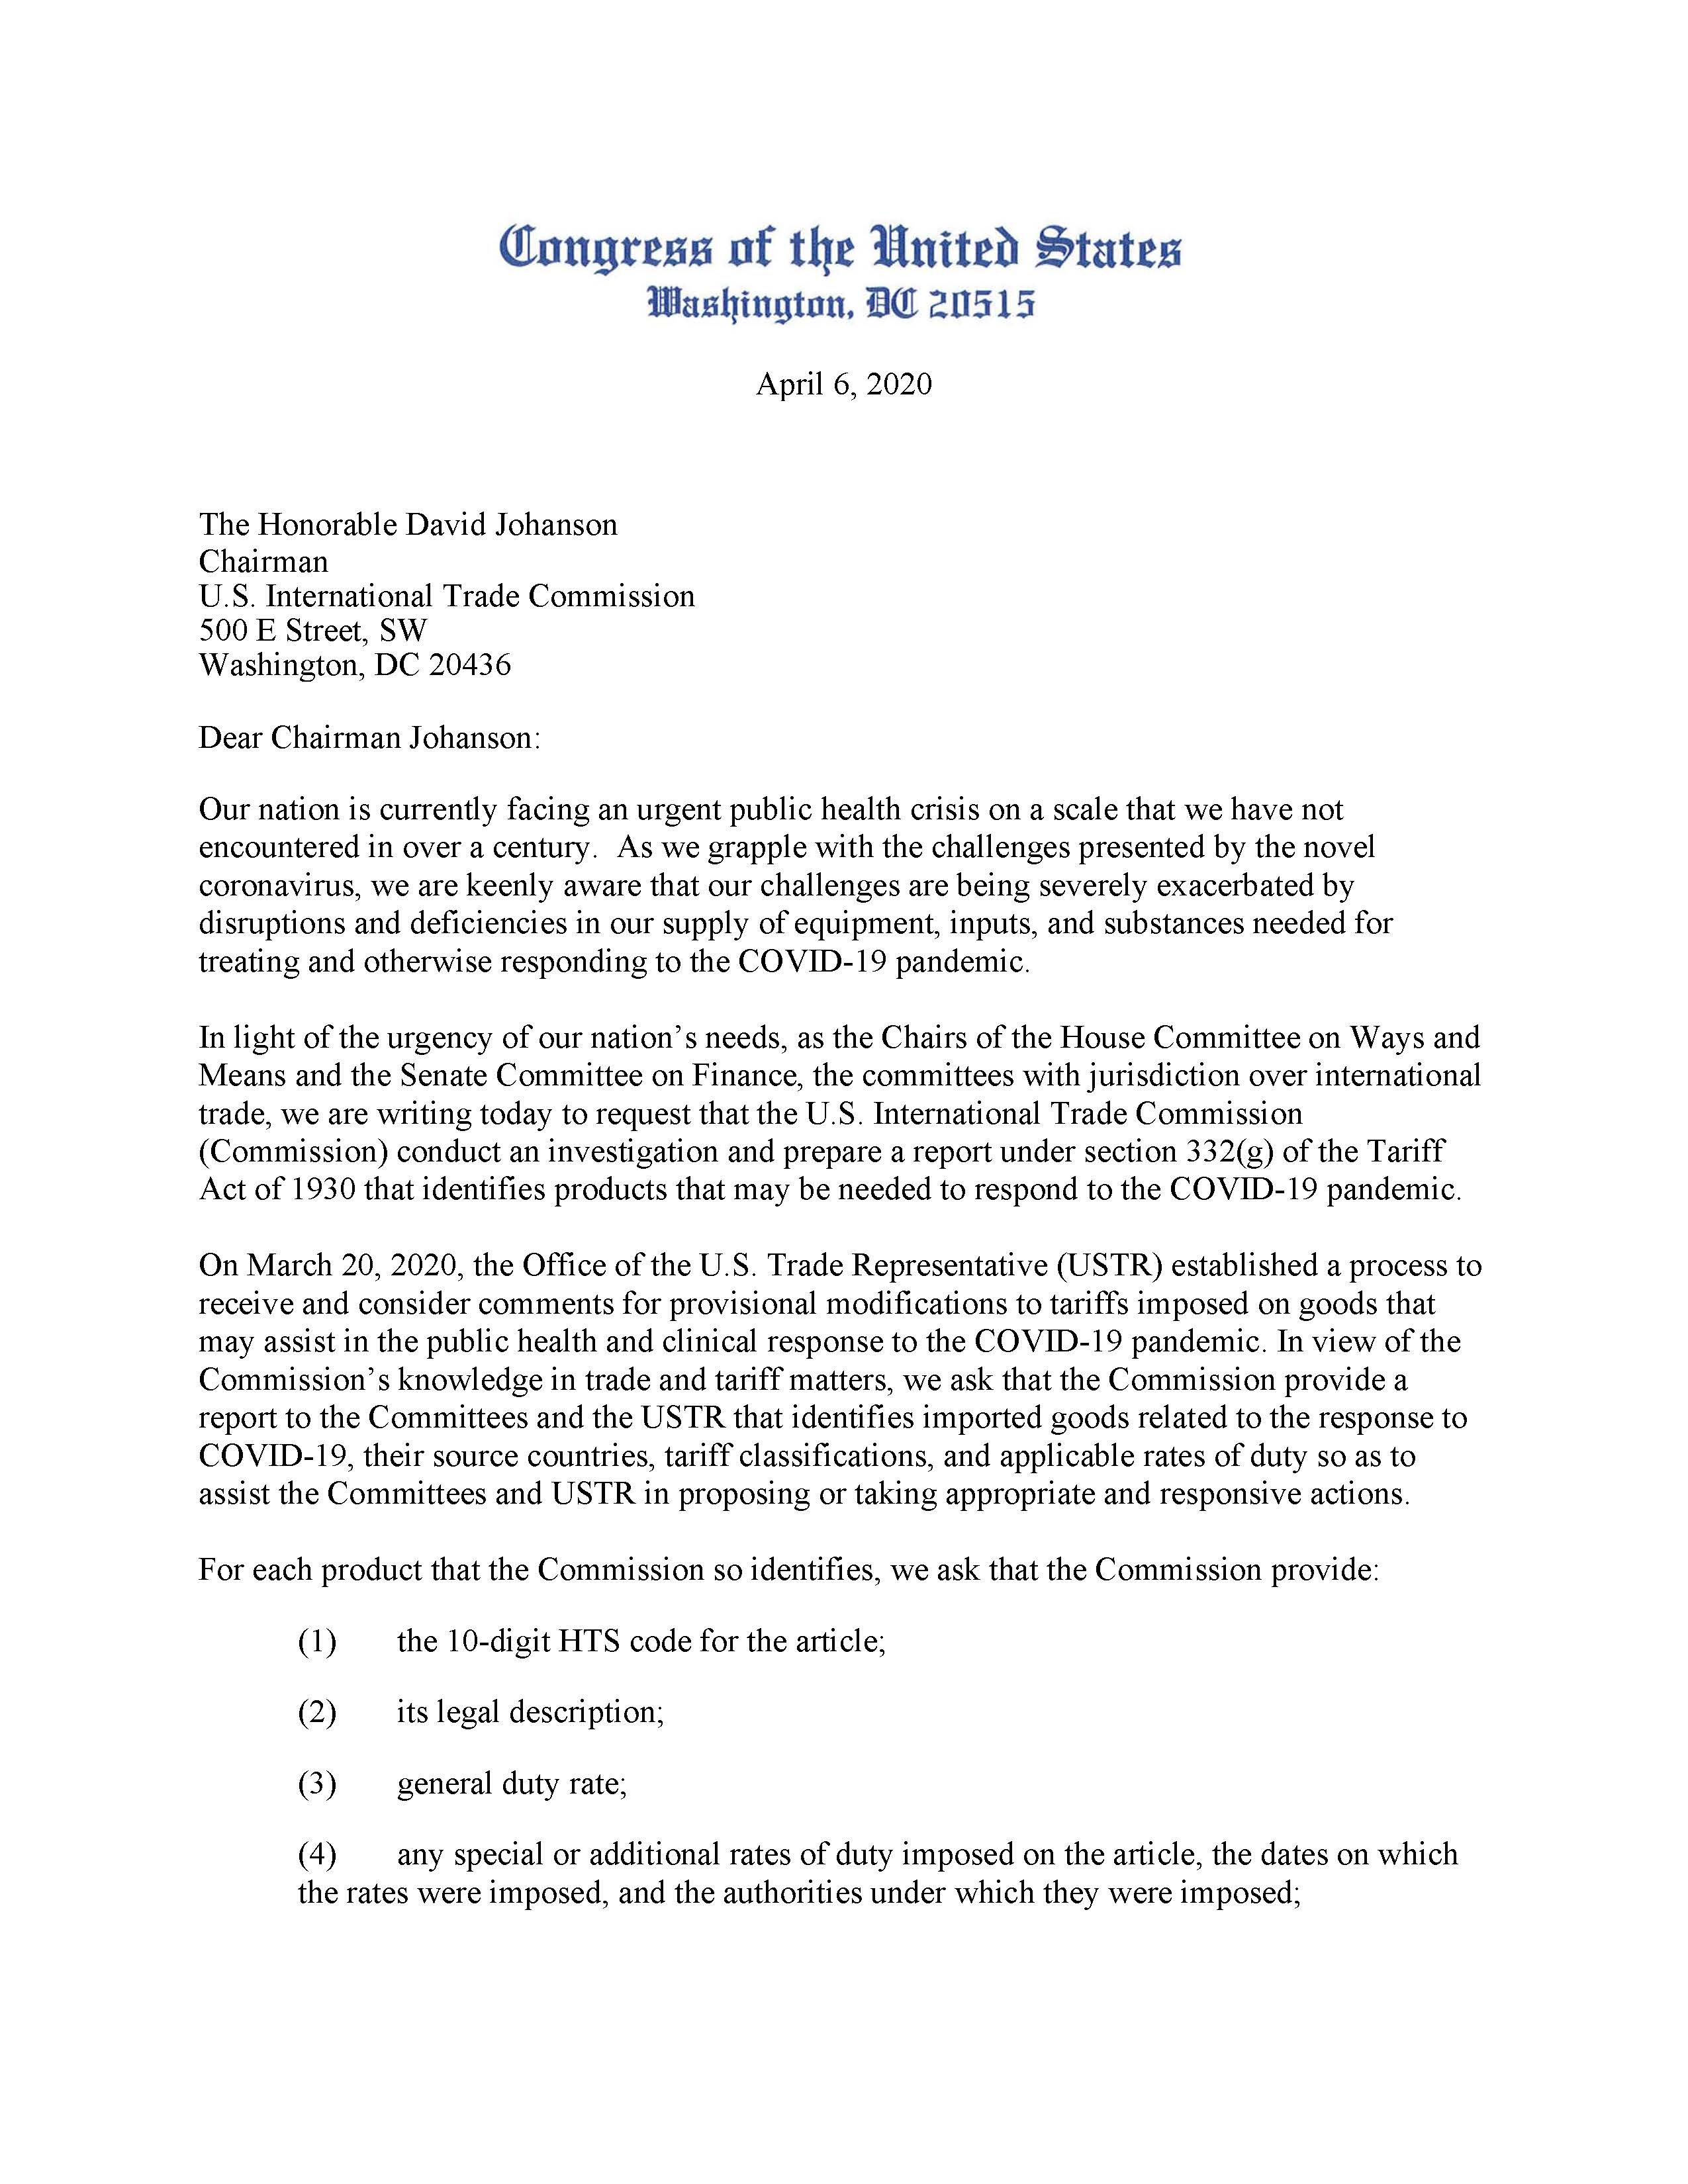 Congress of the United States
Washington, DC 20515
April 6, 2020
The Honorable David Johanson
Chairman
U.S. International Trade Commission
500 E Street, SW
Washington, DC 20436
Dear Chairman Johanson:
Our nation is currently facing an urgent public health crisis on a scale that we have not
encountered in over a century.  As we grapple with the challenges presented by the novel
coronavirus, we are keenly aware that our challenges are being severely exacerbated by
disruptions and deficiencies in our supply of equipment, inputs, and substances needed for
treating and otherwise responding to the COVID-19 pandemic.
In light of the urgency of our nation’s needs, as the Chairs of the House Committee on Ways and
Means and the Senate Committee on Finance, the committees with jurisdiction over international
trade, we are writing today to request that the U.S. International Trade Commission
(Commission) conduct an investigation and prepare a report under section 332(g) of the Tariff
Act of 1930 that identifies products that may be needed to respond to the COVID-19 pandemic.
On March 20, 2020, the Office of the U.S. Trade Representative (USTR) established a process to
receive and consider comments for provisional modifications to tariffs imposed on goods that
may assist in the public health and clinical response to the COVID-19 pandemic. In view of the
Commission’s knowledge in trade and tariff matters, we ask that the Commission provide a
report to the Committees and the USTR that identifies imported goods related to the response to
COVID-19, their source countries, tariff classifications, and applicable rates of duty so as to
assist the Committees and USTR in proposing or taking appropriate and responsive actions.
For each product that the Commission so identifies, we ask that the Commission provide:
(1) the 10-digit HTS code for the article;
(2) its legal description;
(3) general duty rate;
(4) any special or additional rates of duty imposed on the article, the dates on which
the rates were imposed, and the authorities under which they were imposed;